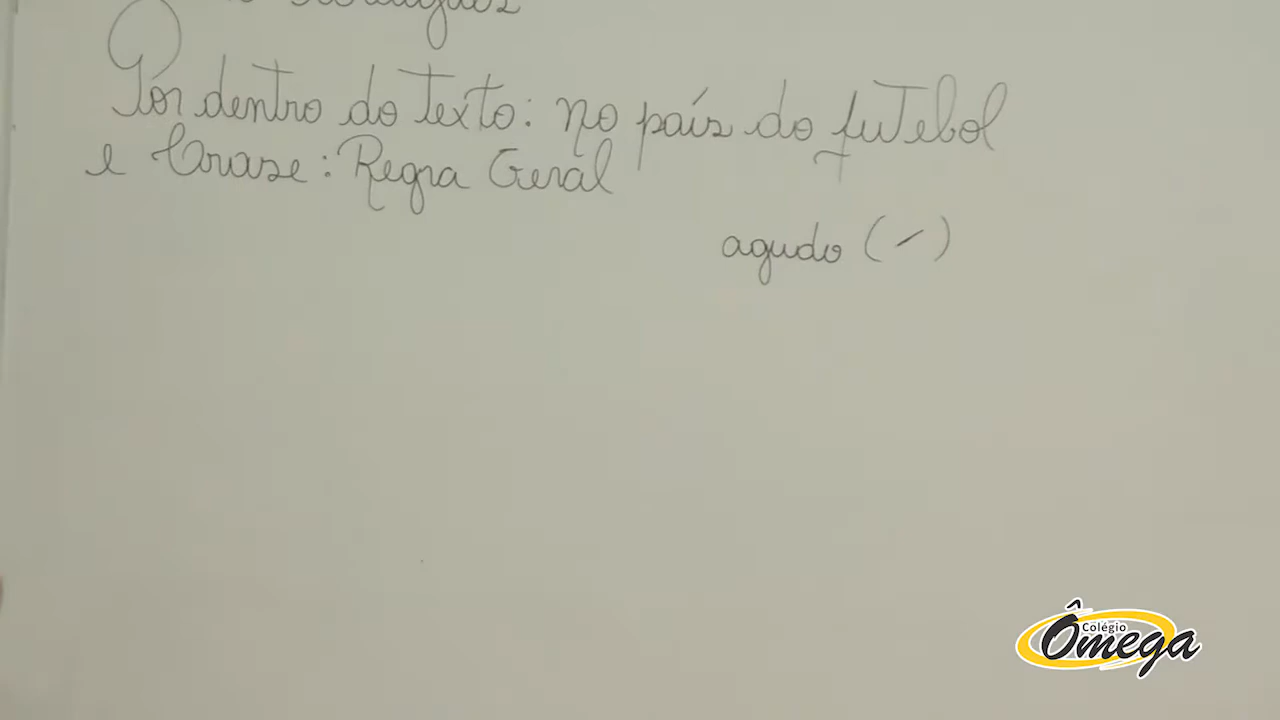 Por dentro do texto: no país do futebol
e Crase: Regra Geral
agudo (´)
Colégio
Ômega